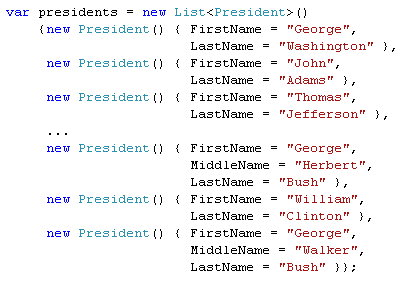 var presidents = new List<President>()
{new President() { FirstName = "George",
LastName = "Washington" },
new President() { FirstName = "John",
LastName = "Adams" },
new President() { FirstName = "Thomas",
LastName = "Jefferson" },
...
new President() { FirstName = "George",
MiddleName = "Herbert",
LastName = "Bush" },
new President() { FirstName = "William",
LastName = "Clinton" },
new President() { FirstName = "George",
MiddleName = "Walker",
LastName = "Bush" }};